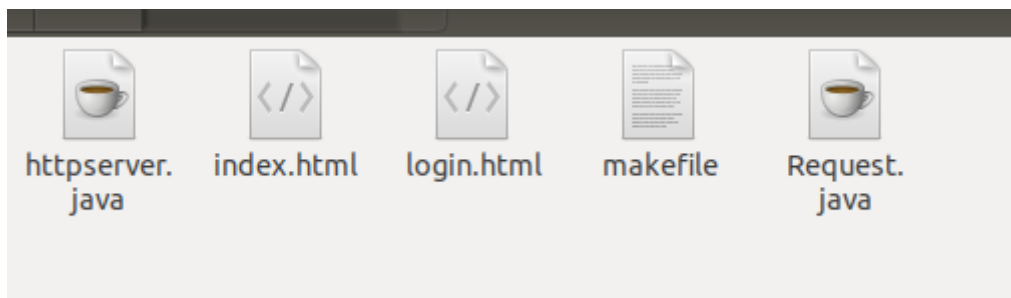 httpserver.
java
index.html
login.html
makefile
Request.
java